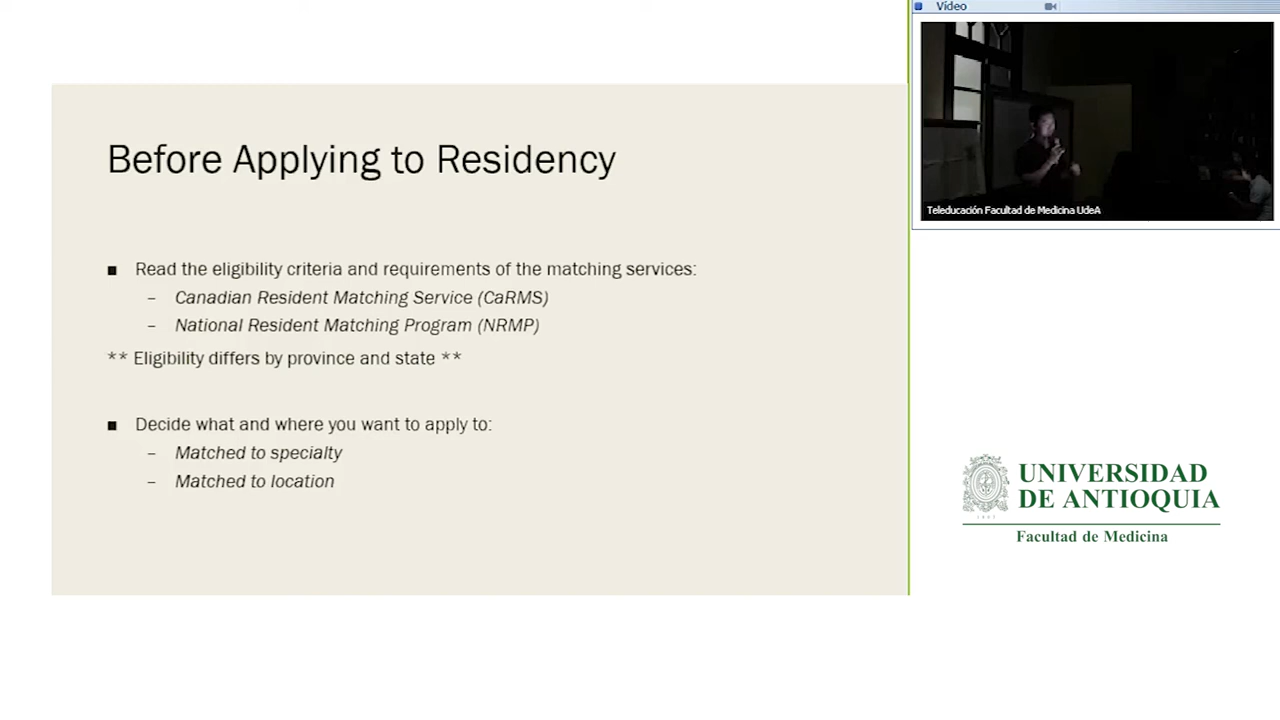 Before Applying to Residency
■ Read the eligibility criteria and requirements of the matching services:
– Canadian Resident Matching Service (CaRMS)
– National Resident Matching Program (NRMP)
** Eligibility differs by province and state **
■ Decide what and where you want to apply to:
– Matched to specialty
– Matched to location
Vídeo
Teleducación Facultad de Medicina UdeA
UNIVERSIDAD
DE ANTIOQUIA
Facultad de Medicina